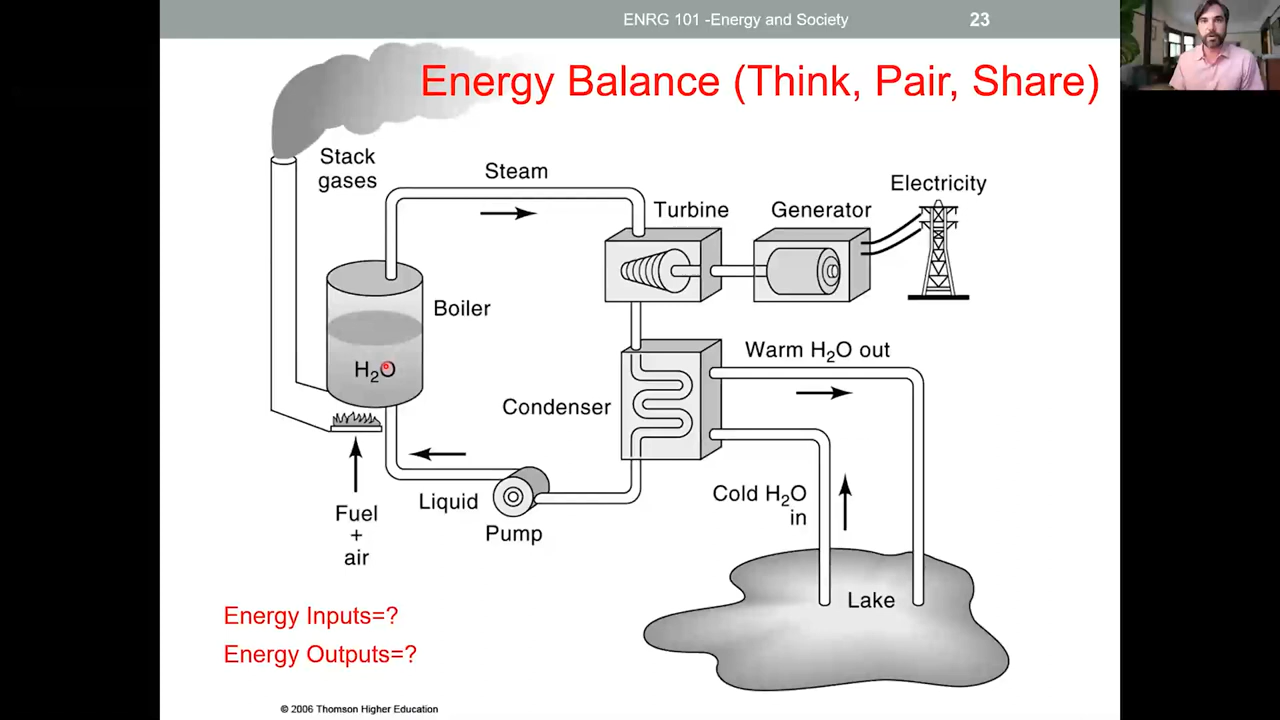 ENRG 101 -Energy and Society
23
Energy Balance (Think, Pair, Share)
Stack
gases
Steam
Electricity
Turbine
Generator
Boiler
H₂O
Warm H₂O out
Condenser
Cold H₂O
in
Liquid
Pump
Fuel
+
air
Lake
Energy Inputs=?
Energy Outputs=?
© 2006 Thomson Higher Education